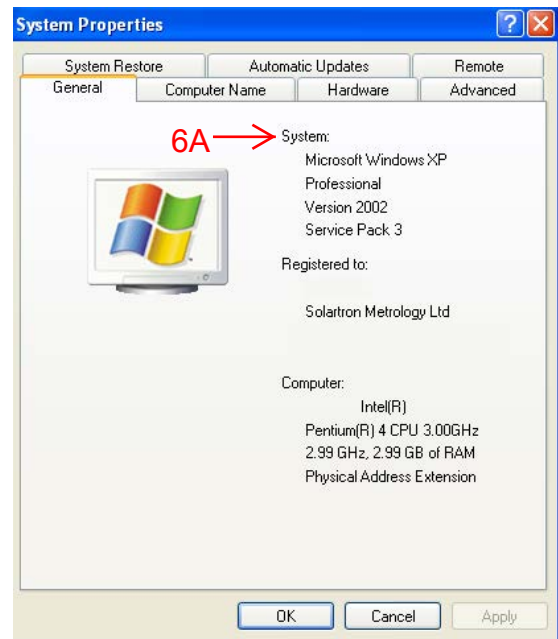 System Properties
System Restore Automatic Updates Remote
General Computer Name Hardware Advanced
6A
System:
Microsoft Windows XP
Professional
Version 2002
Service Pack 3
Registered to:
Solartron Metrology Ltd
Computer:
Intel(R)
Pentium(R) 4 CPU 3.00GHz
2.99 GHz, 2.99 GB of RAM
Physical Address Extension
OK Cancel Apply